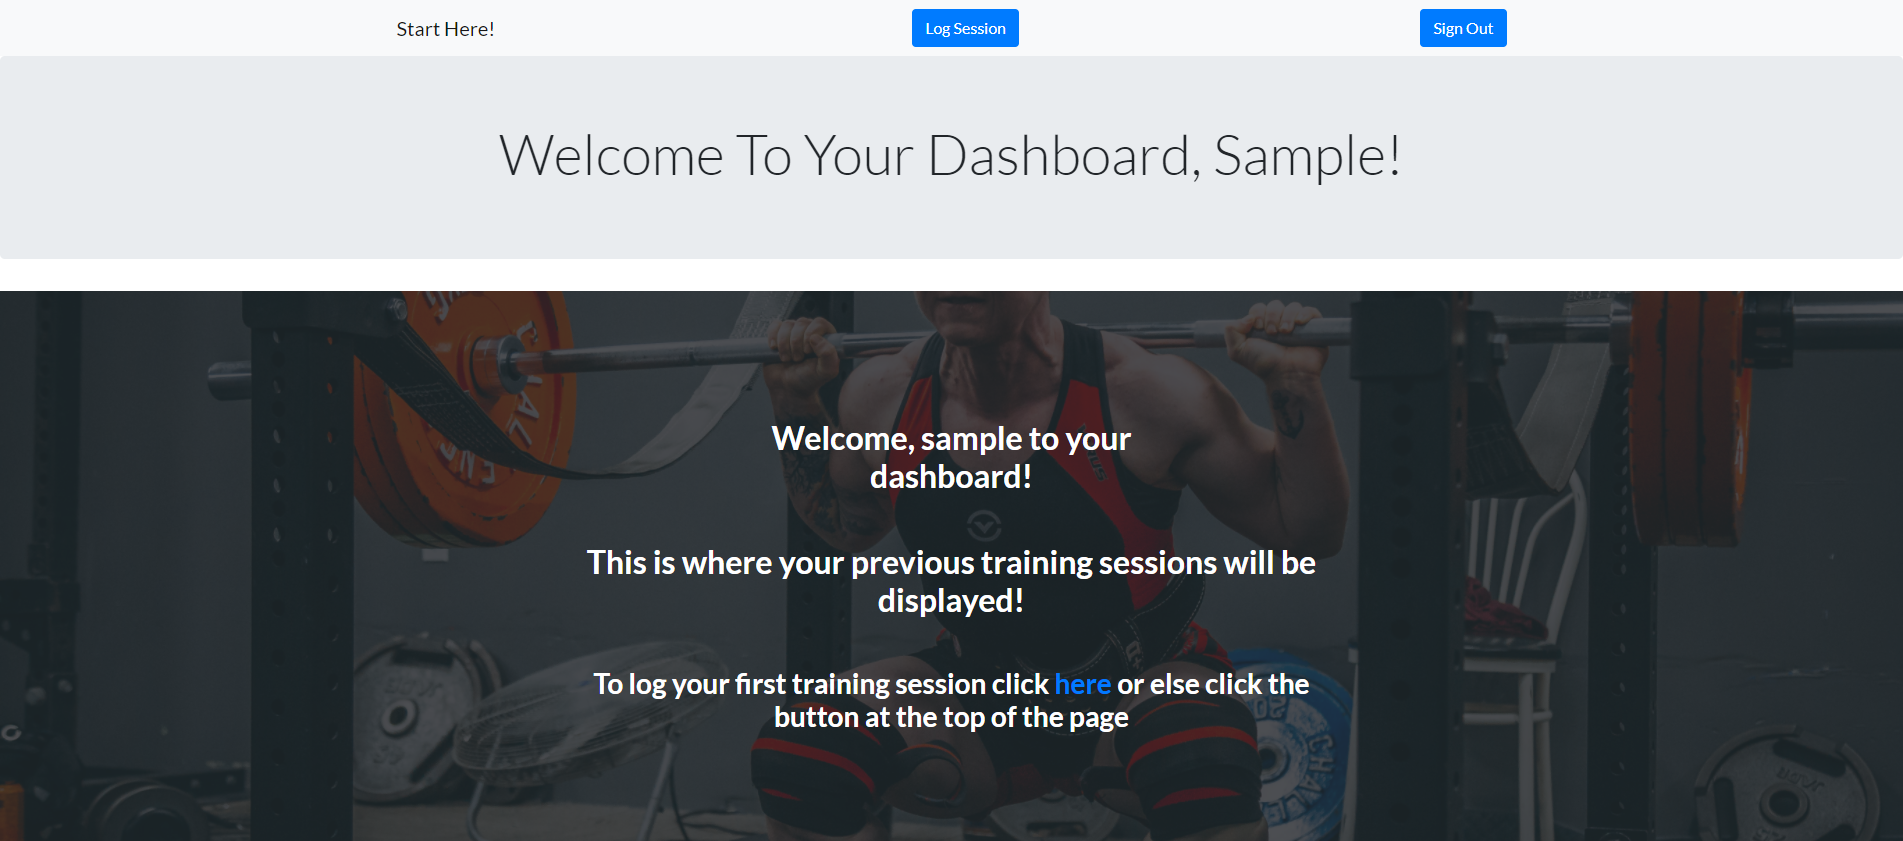 Start Here!
Log Session
Sign Out
Welcome To Your Dashboard, Sample!
Welcome, sample to your
dashboard!
This is where your previous training sessions will be
displayed!
To log your first training session click here or else click the
button at the top of the page